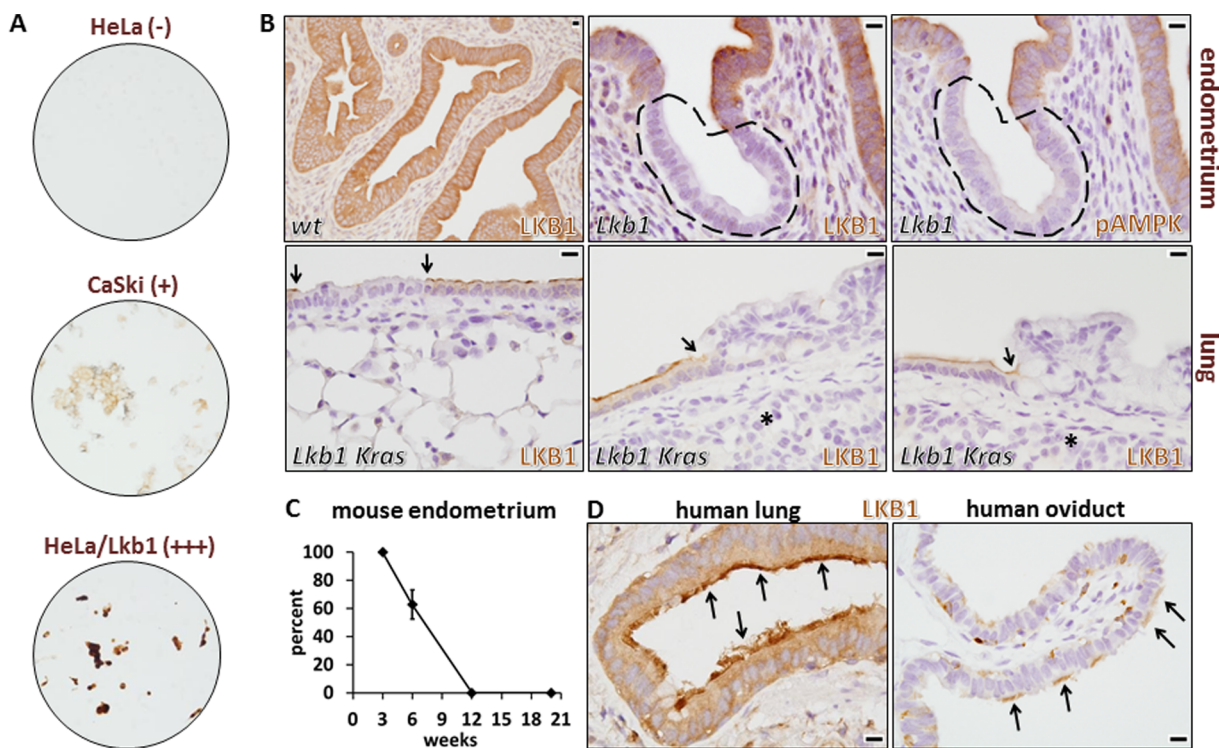 A
HeLa (-)
CaSki (+)
HeLa/Lkb1 (+++)
B
wt
LKB1
Lkb1
LKB1
Lkb1
pAMPK
endometrium
Lkb1 Kras
LKB1
*
Lkb1 Kras
LKB1
*
Lkb1 Kras
LKB1
lung
C
mouse endometrium
percent
100
80
60
40
20
0
0 3 6 9 12 15 18 21
weeks
D
human lung
LKB1
human oviduct